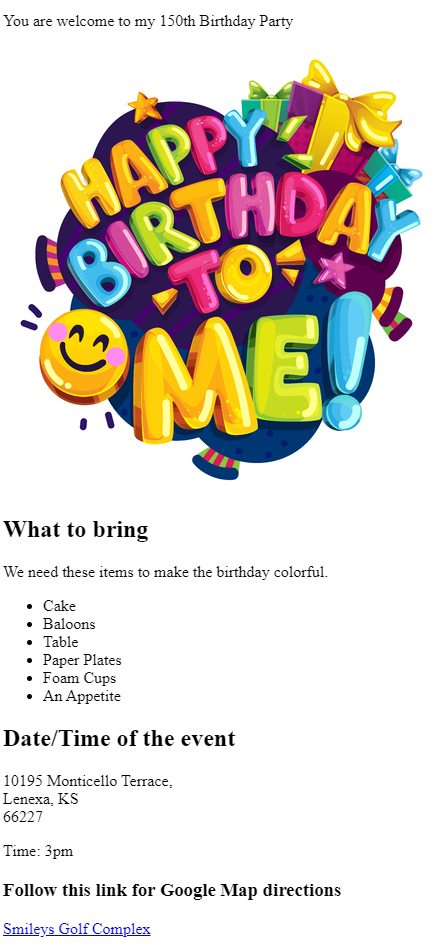 You are welcome to my 150th Birthday Party
HAPPY
BIRTHDAY
TO
ME!
What to bring
We need these items to make the birthday colorful.
Cake
Baloons
Table
Paper Plates
Foam Cups
An Appetite
Date/Time of the event
10195 Monticello Terrace,
Lenexa, KS
66227
Time: 3pm
Follow this link for Google Map directions
Smileys Golf Complex